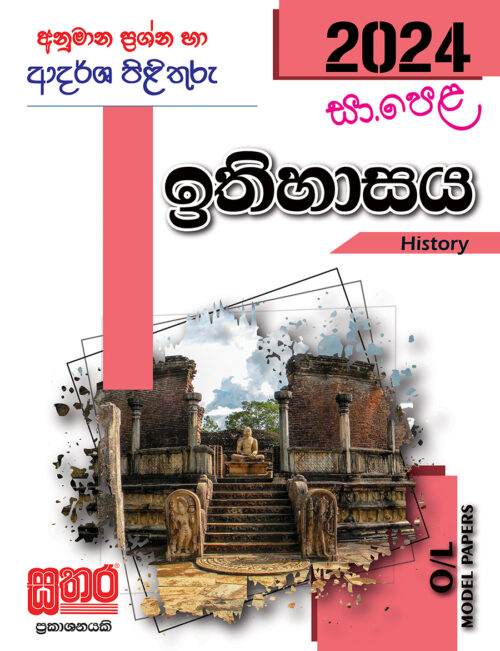 අනුමාන ප්‍රශ්න හා
ආදර්ශ පිළිතුරු
2024
සා.පෙළ
ඉතිහාසය
History
O/L
MODEL PAPERS
සතර
ප්‍රකාශනයකි